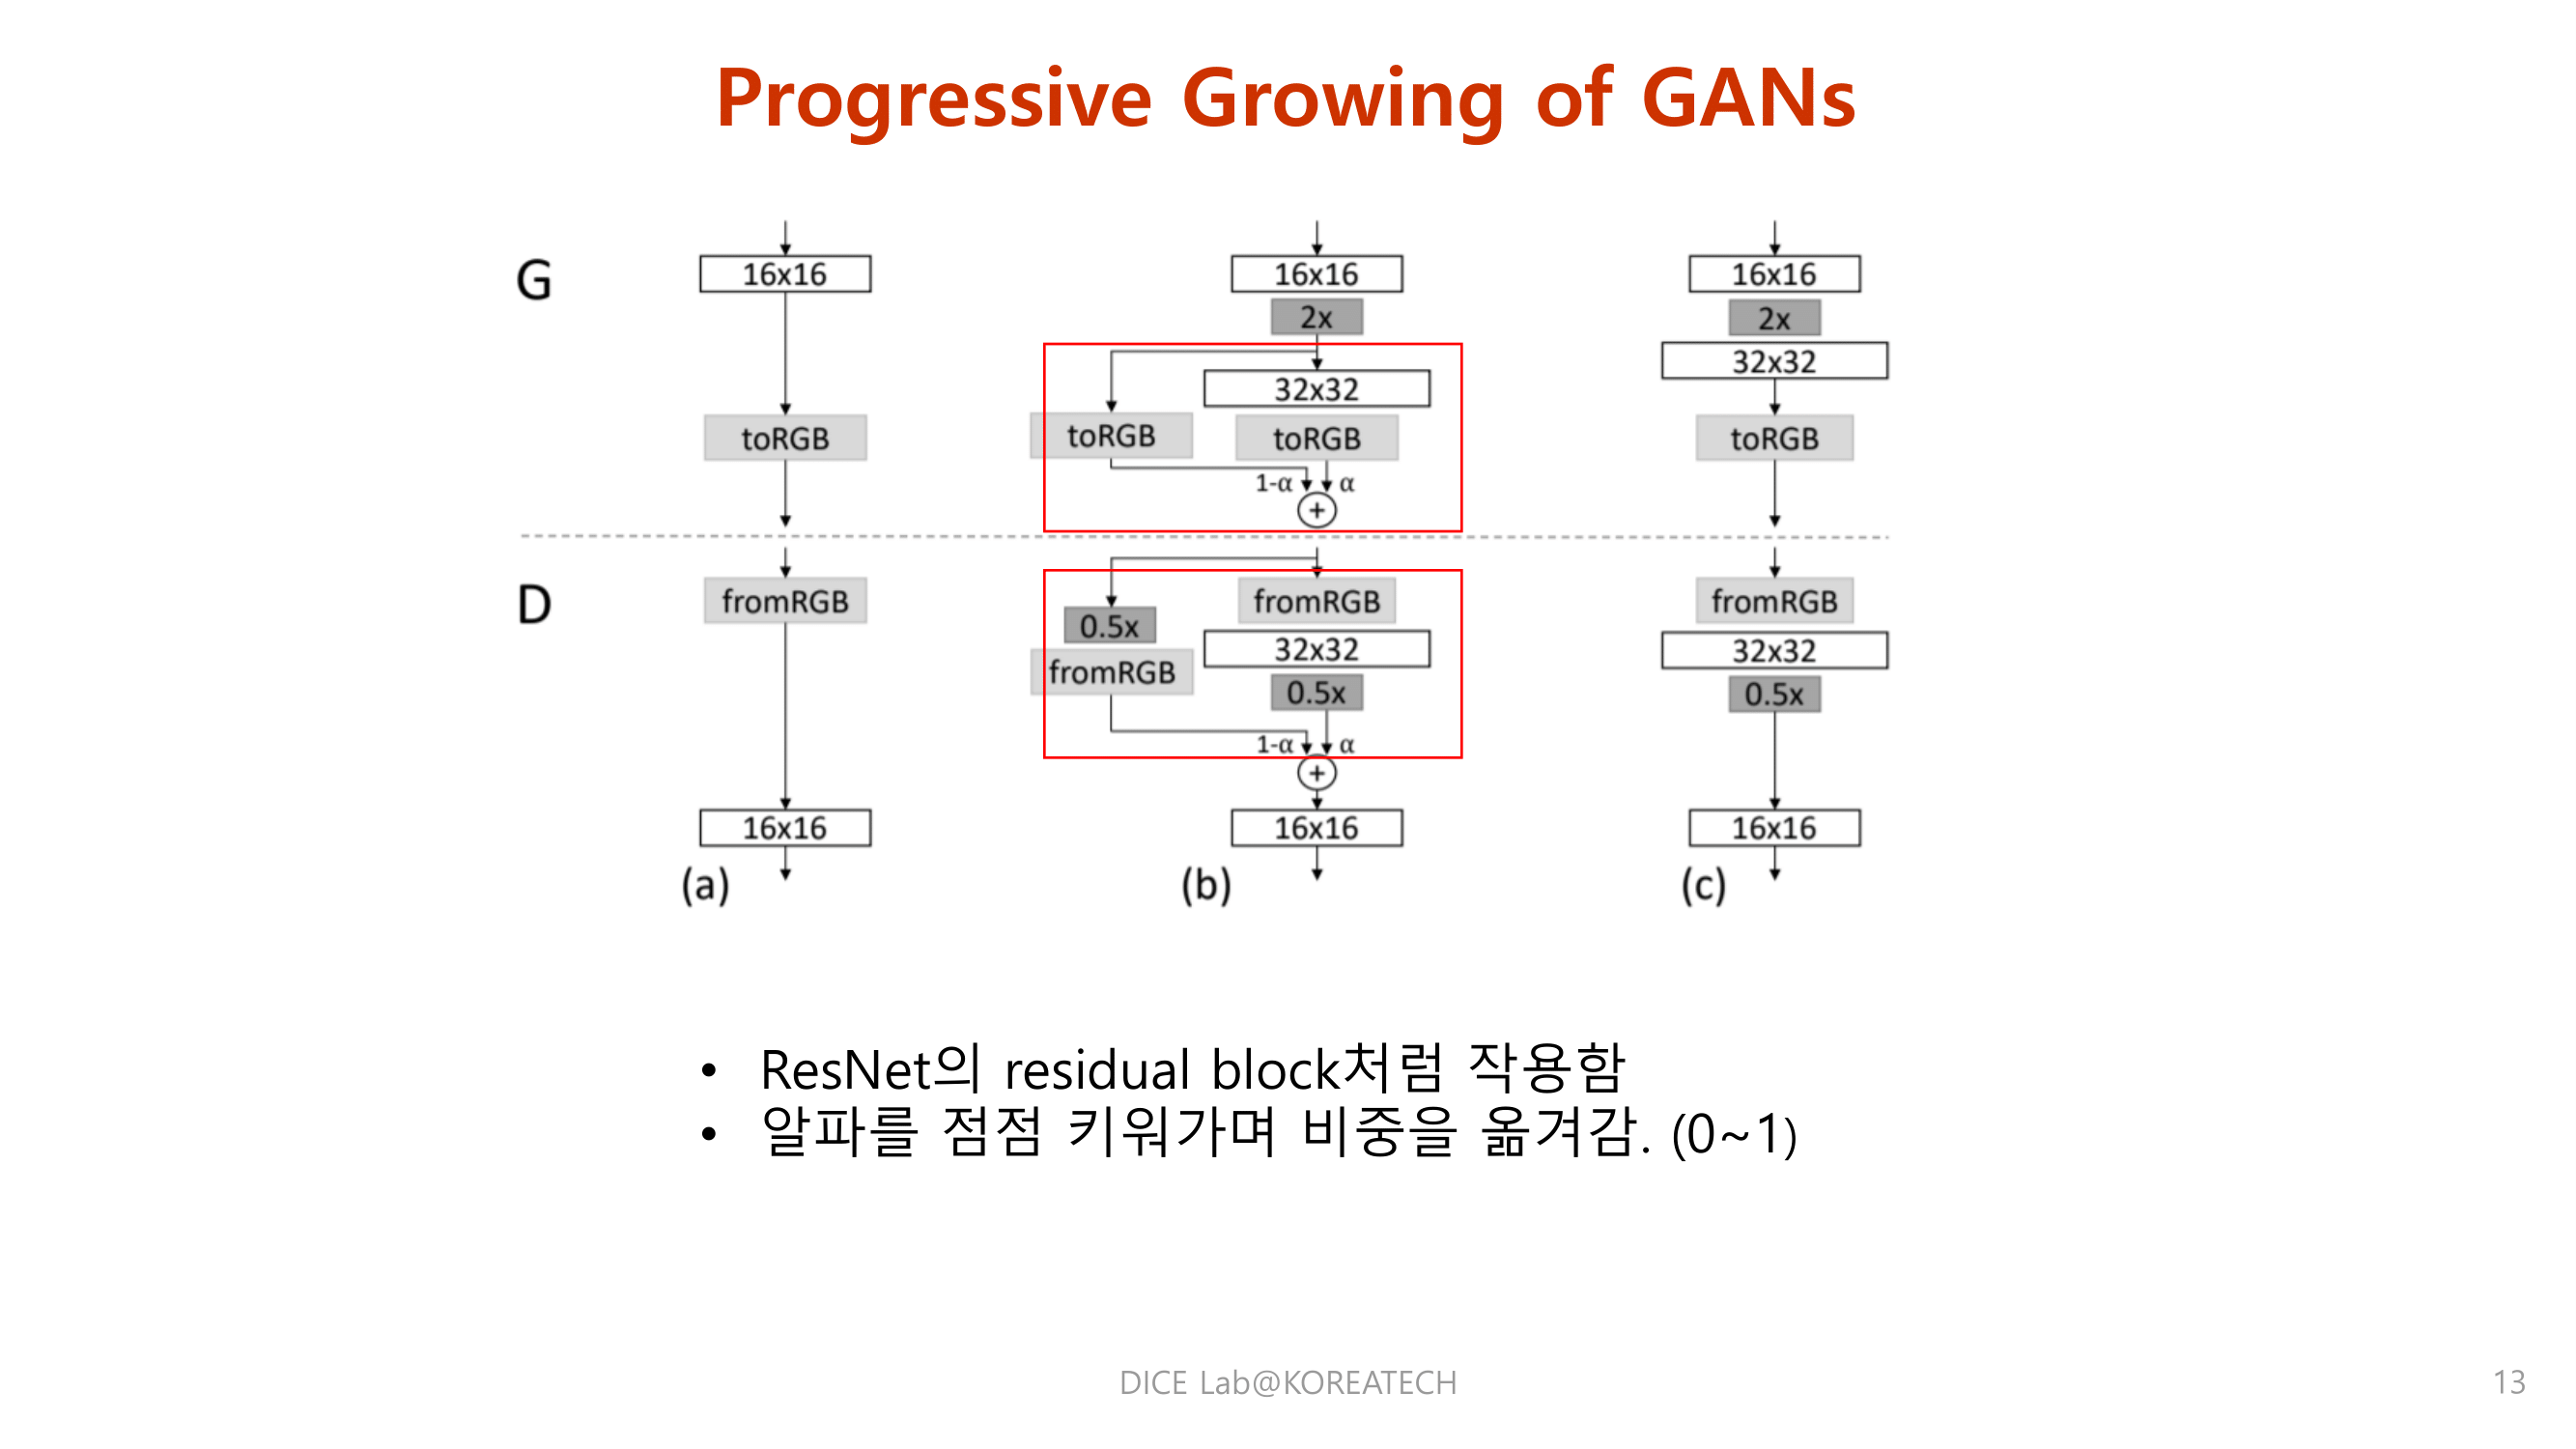 Progressive Growing of GANs
G
16x16
toRGB
16x16
2x
32x32
toRGB
toRGB
1-α
α
+
16x16
2x
32x32
toRGB
D
fromRGB
16x16
(a)
0.5x
fromRGB
fromRGB
32x32
0.5x
1-α
α
+
16x16
(b)
fromRGB
32x32
0.5x
16x16
(c)
• ResNet의 residual block처럼 작용함
• 알파를 점점 키워가며 비중을 옮겨감. (0~1)
DICE Lab@KOREATECH
13